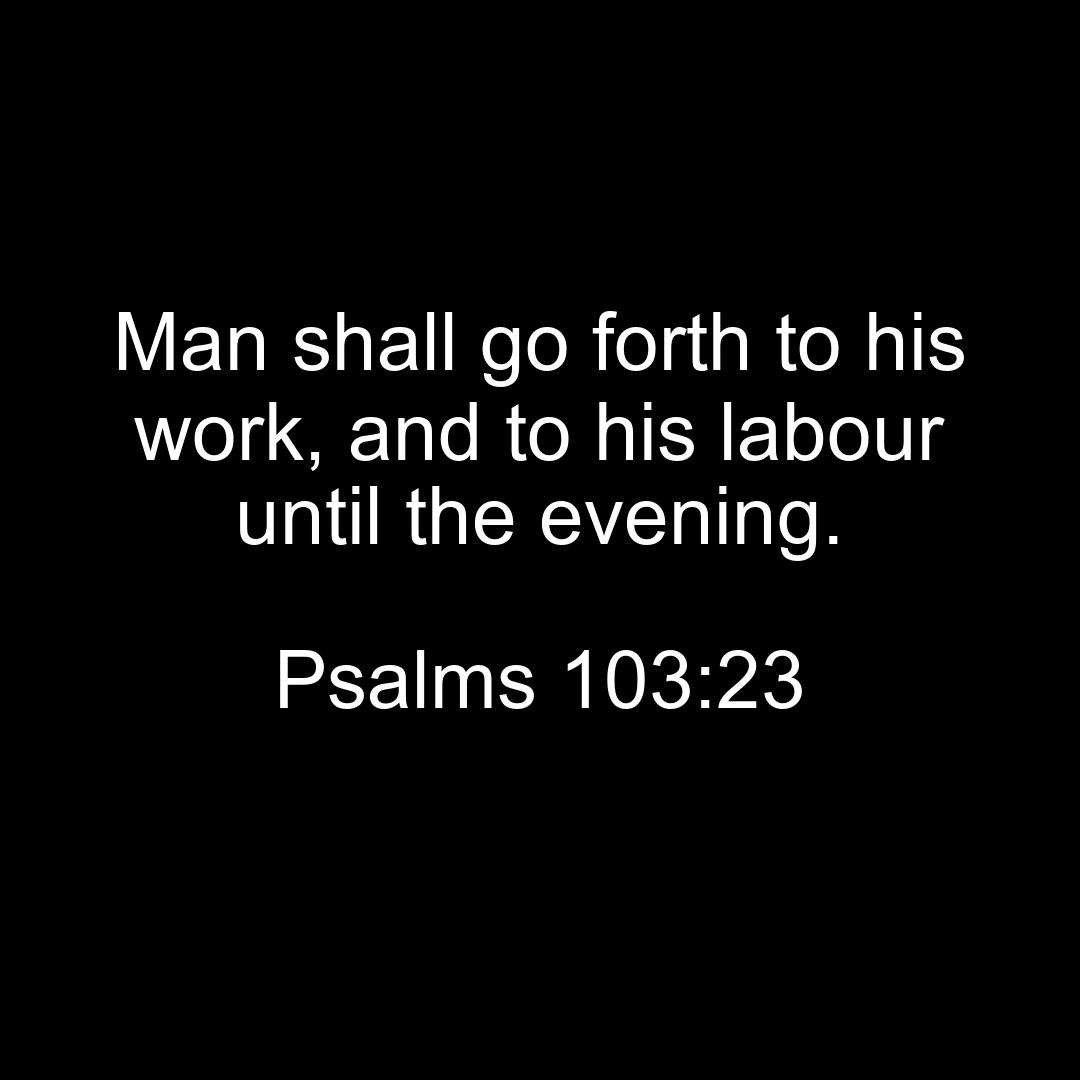 Man shall go forth to his
work, and to his labour
until the evening.
Psalms 103:23